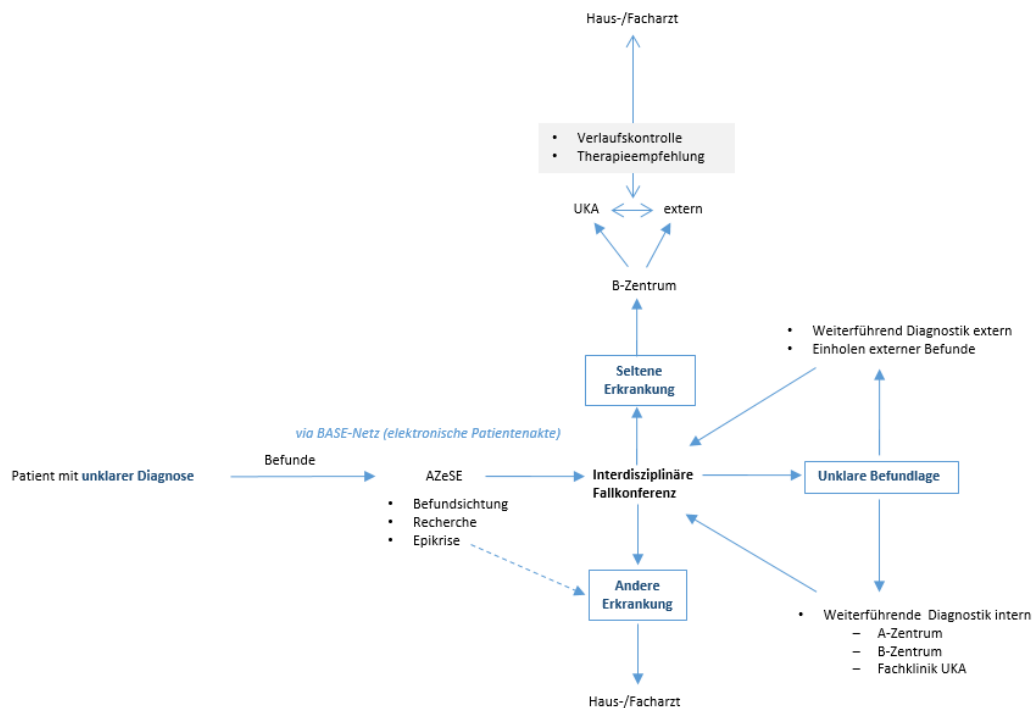 Haus-/Facharzt
• Verlaufskontrolle
• Therapieempfehlung
UKA
extern
B-Zentrum
• Weiterführend Diagnostik extern
• Einholen externer Befunde
Seltene
Erkrankung
via BASE-Netz (elektronische Patientenakte)
Patient mit unklarer Diagnose
Befunde
AZeSE
• Befundsichtung
• Recherche
• Epikrise
Interdisziplinäre
Fallkonferenz
Unklare Befundlage
Andere
Erkrankung
• Weiterführende Diagnostik intern
– A-Zentrum
– B-Zentrum
– Fachklinik UKA
Haus-/Facharzt